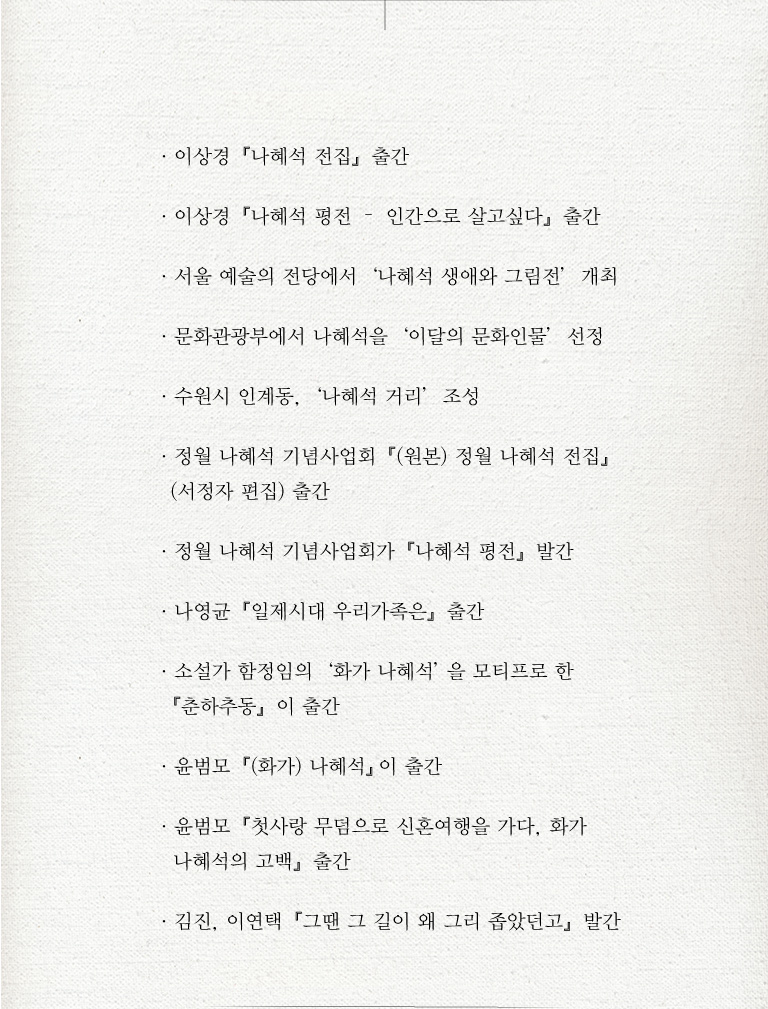 · 이상경『나혜석 전집』출간
· 이상경『나혜석 평전 - 인간으로 살고싶다』출간
· 서울 예술의 전당에서 ‘나혜석 생애와 그림전’ 개최
· 문화관광부에서 나혜석을 ‘이달의 문화인물’ 선정
· 수원시 인계동, ‘나혜석 거리’ 조성
· 정월 나혜석 기념사업회『(원본) 정월 나혜석 전집』
(서정자 편집) 출간
· 정월 나혜석 기념사업회가『나혜석 평전』발간
· 나영균『일제시대 우리가족은』출간
· 소설가 함정임의 ‘화가 나혜석’을 모티프로 한
『춘하추동』이 출간
· 윤범모『(화가) 나혜석』이 출간
· 윤범모『첫사랑 무덤으로 신혼여행을 가다, 화가
나혜석의 고백』출간
· 김진, 이연택『그땐 그 길이 왜 그리 좁았던고』발간